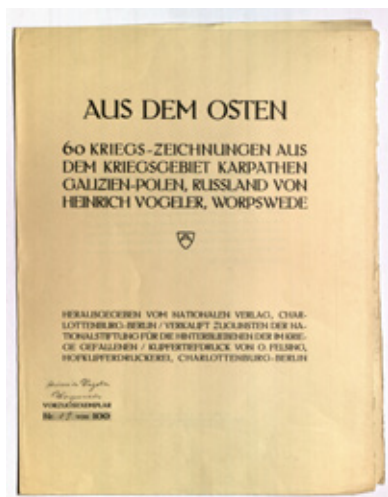 AUS DEM OSTEN
60 KRIEGS-ZEICHNUNGEN AUS
DEM KRIEGSGEBIET KARPATHEN
GALIZIEN-POLEN, RUSSLAND VON
HEINRICH VOGELER, WORPSWEDE
HERAUSGEGEBEN VOM NATIONALEN VERLAG, CHAR-
LOTTENBURG-BERLIN / VERKAUFT ZUGUNSTEN DER NA-
TIONALSTIFTUNG FÜR DIE HINTERBLIEBENEN DER IM KRIE-
GE GEFALLENEN / KUPFERTIEFDRUCK VON O. FELSING,
HOFKUPFERDRUCKEREI, CHARLOTTENBURG-BERLIN
Heinrich Vogeler
Worpswede
VORZUGSEXEMPLAR
Nr. von 100